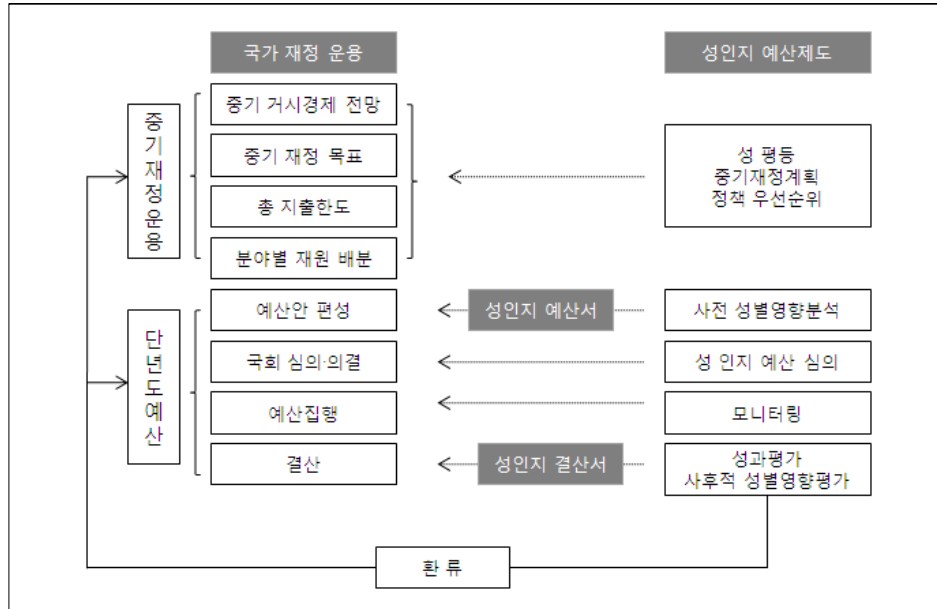 국가 재정 운용
성인지 예산제도
중기재정운용
중기 거시경제 전망
중기 재정 목표
총 지출한도
분야별 재원 배분
성 평등
중기재정계획
정책 우선순위
단년도예산
예산안 편성
성인지 예산서
사전 성별영향분석
국회 심의·의결
성 인지 예산 심의
예산집행
모니터링
결산
성인지 결산서
성과평가
사후적 성별영향평가
환 류